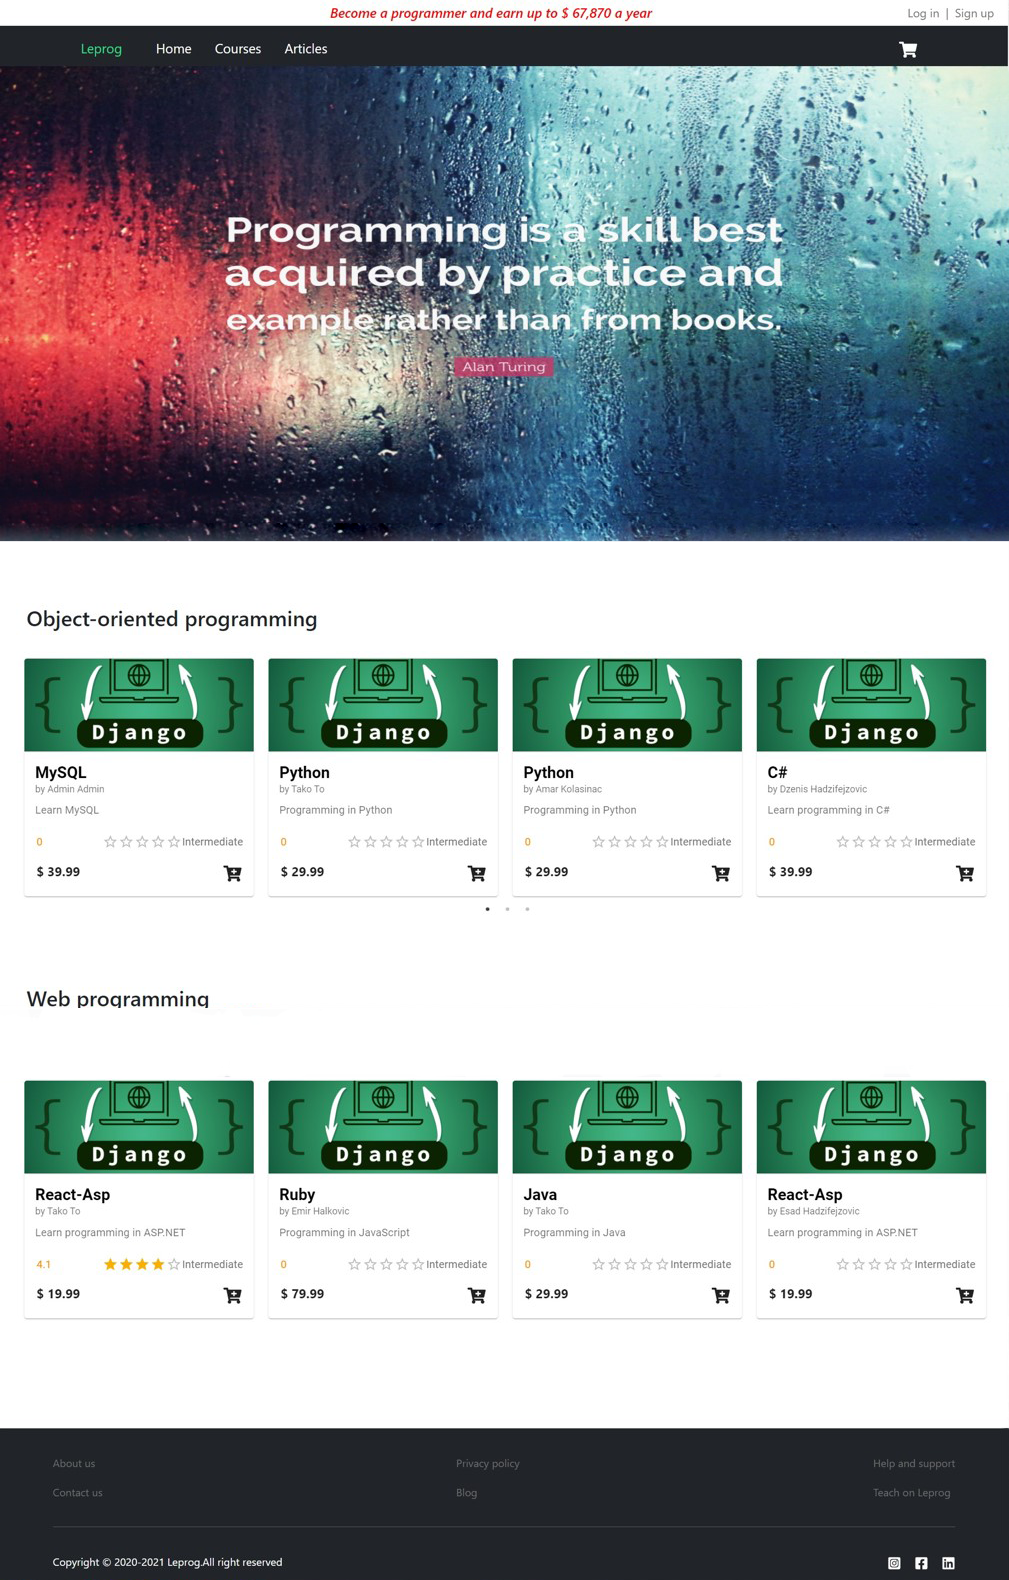 Become a programmer and earn up to $ 67,870 a year
Log in | Sign up
Leprog Home Courses Articles
Programming is a skill best
acquired by practice and
example rather than from books.
Alan Turing
Object-oriented programming
Django
MySQL
by Admin Admin
Learn MySQL
0 Intermediate
$ 39.99
Django
Python
by Tako To
Programming in Python
0 Intermediate
$ 29.99
Django
Python
by Amar Kolasinac
Programming in Python
0 Intermediate
$ 29.99
Django
C#
by Dzenis Hadzifejzovic
Learn programming in C#
0 Intermediate
$ 39.99
Web programming
Django
React-Asp
by Tako To
Learn programming in ASP.NET
4.1 Intermediate
$ 19.99
Django
Ruby
by Emir Halkovic
Programming in JavaScript
0 Intermediate
$ 79.99
Django
Java
by Tako To
Programming in Java
0 Intermediate
$ 29.99
Django
React-Asp
by Esad Hadzifejzovic
Learn programming in ASP.NET
0 Intermediate
$ 19.99
About us
Contact us
Privacy policy
Blog
Help and support
Teach on Leprog
Copyright © 2020-2021 Leprog.All right reserved